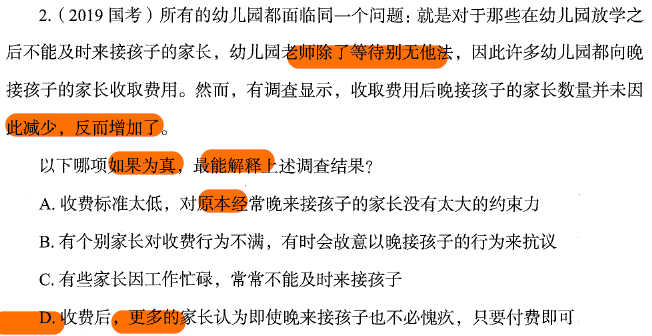 2.（2019 国考）所有的幼儿园都面临同一个问题：就是对于那些在幼儿园放学之
后不能及时来接孩子的家长，幼儿园老师除了等待别无他法，因此许多幼儿园都向晚
接孩子的家长收取费用。然而，有调查显示，收取费用后晚接孩子的家长数量并未因
此减少，反而增加了。
以下哪项如果为真，最能解释上述调查结果？
A. 收费标准太低，对原本经常晚来接孩子的家长没有太大的约束力
B. 有个别家长对收费行为不满，有时会故意以晚接孩子的行为来抗议
C. 有些家长因工作忙碌，常常不能及时来接孩子
D. 收费后，更多的家长认为即使晚来接孩子也不必愧疚，只要付费即可